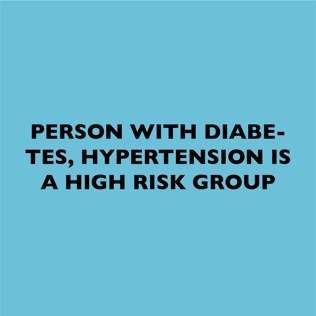 PERSON WITH DIABE-
TES, HYPERTENSION IS
A HIGH RISK GROUP